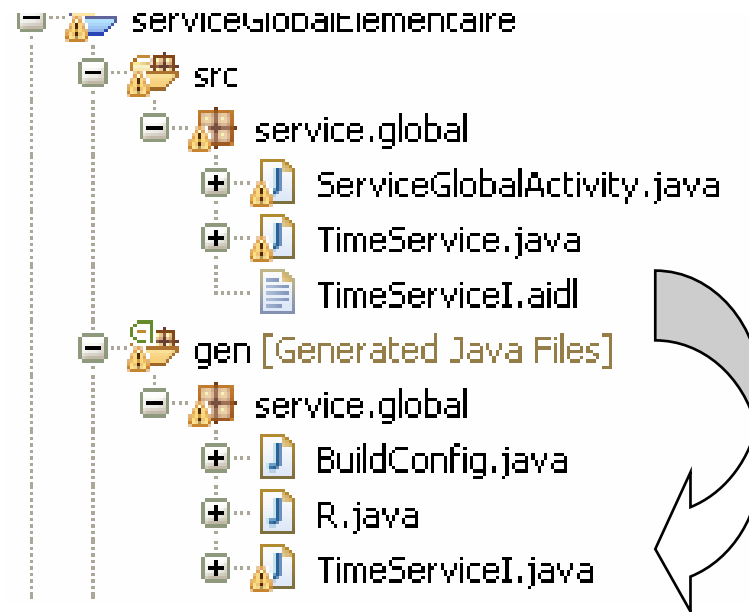 serviceGlobalElementaire
src
service.global
ServiceGlobalActivity.java
TimeService.java
TimeServiceI.aidl
gen [Generated Java Files]
service.global
BuildConfig.java
R.java
TimeServiceI.java